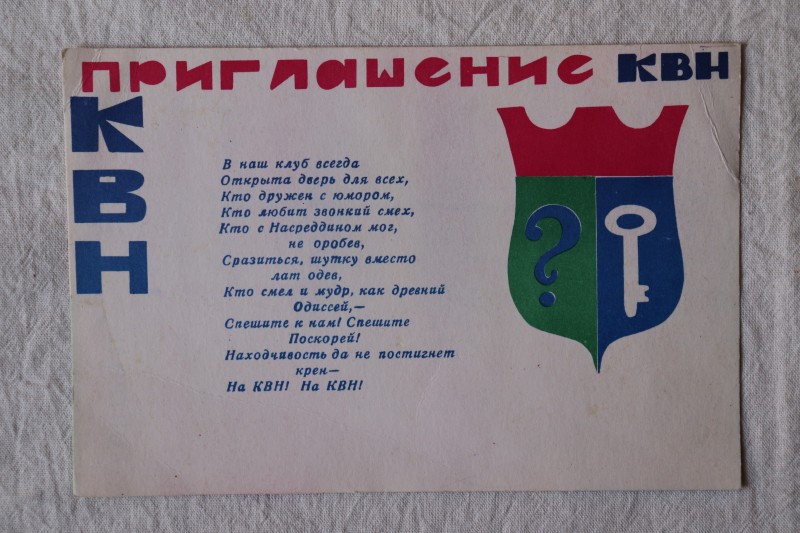 ПРИГЛАШЕНИЕ КВН
КВН
В наш клуб всегда
Открыта дверь для всех,
Кто дружен с юмором,
Кто любит звонкий смех,
Кто с Насреддином мог,
не оробев,
Сразиться, шутку вместо
лат одев,
Кто смел и мудр, как древний
Одиссей,—
Спешите к нам! Спешите
Поскорей!
Находчивость да не постигнет
крен—
На КВН! На КВН!
?